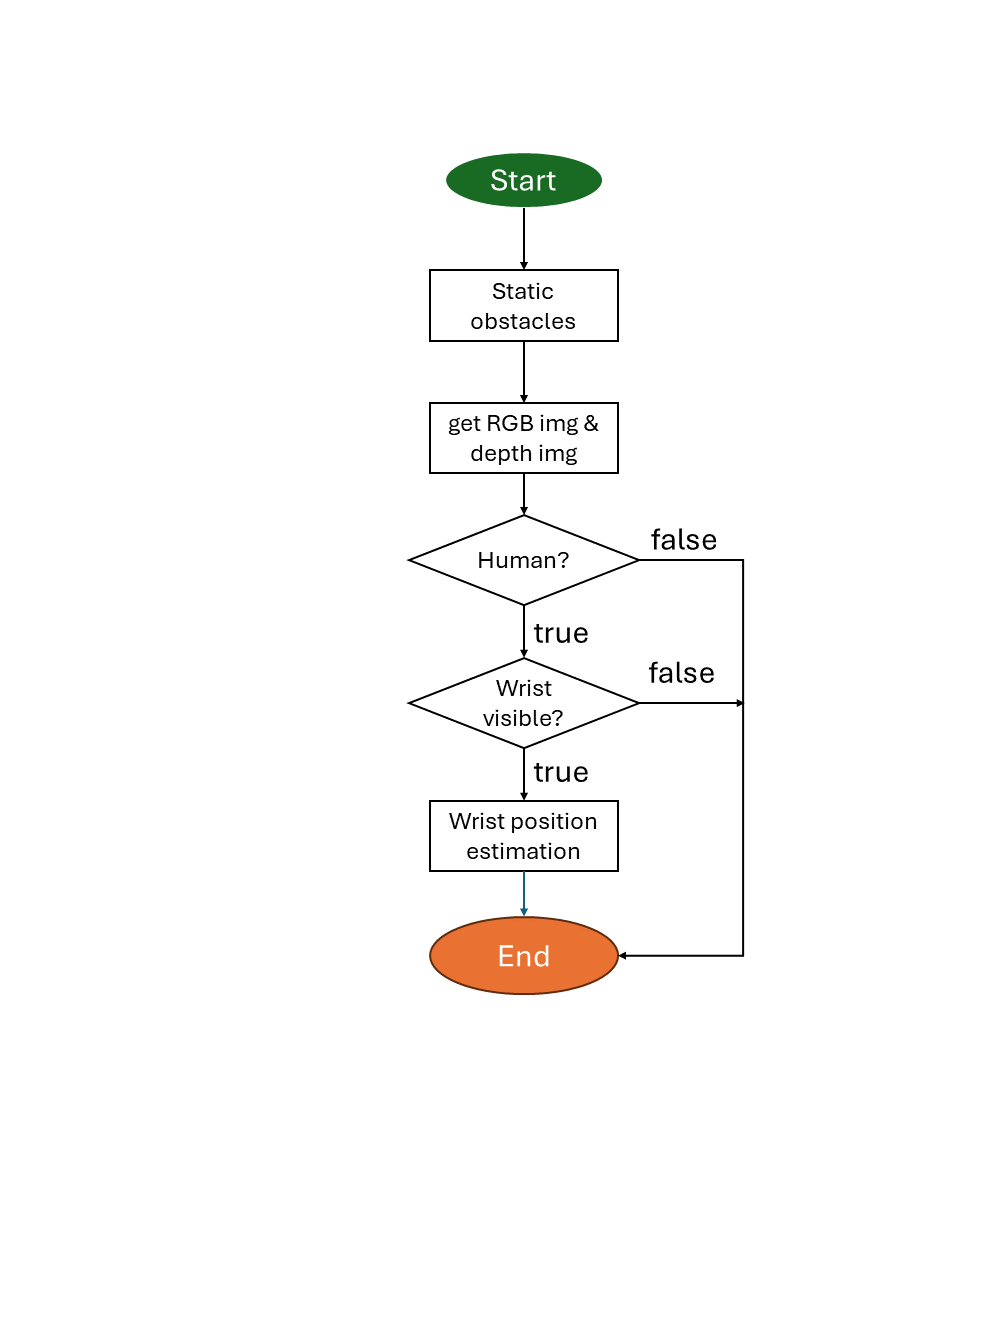 Start
Static
obstacles
get RGB img &
depth img
Human?
false
true
Wrist
visible?
false
true
Wrist position
estimation
End